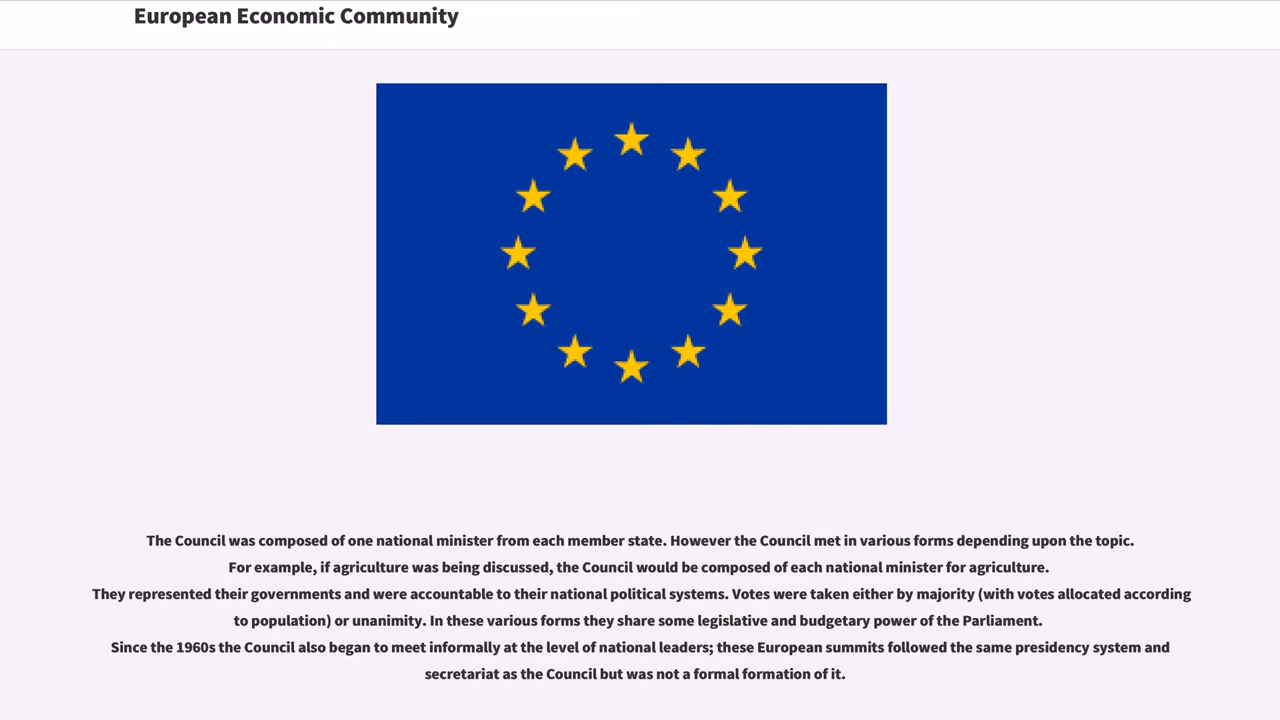 European Economic Community
The Council was composed of one national minister from each member state. However the Council met in various forms depending upon the topic.
For example, if agriculture was being discussed, the Council would be composed of each national minister for agriculture.
They represented their governments and were accountable to their national political systems. Votes were taken either by majority (with votes allocated according
to population) or unanimity. In these various forms they share some legislative and budgetary power of the Parliament.
Since the 1960s the Council also began to meet informally at the level of national leaders; these European summits followed the same presidency system and
secretariat as the Council but was not a formal formation of it.